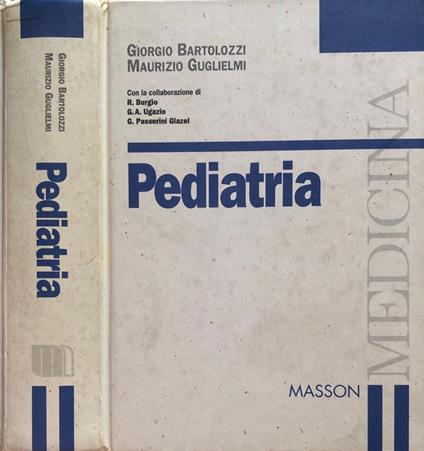 GIORGIO BARTOLOZZI
MAURIZIO GUGLIELMI
Pediatria
GIORGIO BARTOLOZZI
MAURIZIO GUGLIELMI
Con la collaborazione di
R. Burgio
G. A. Ugazio
G. Passerini Glazel
Pediatria
MEDICINA
MASSON